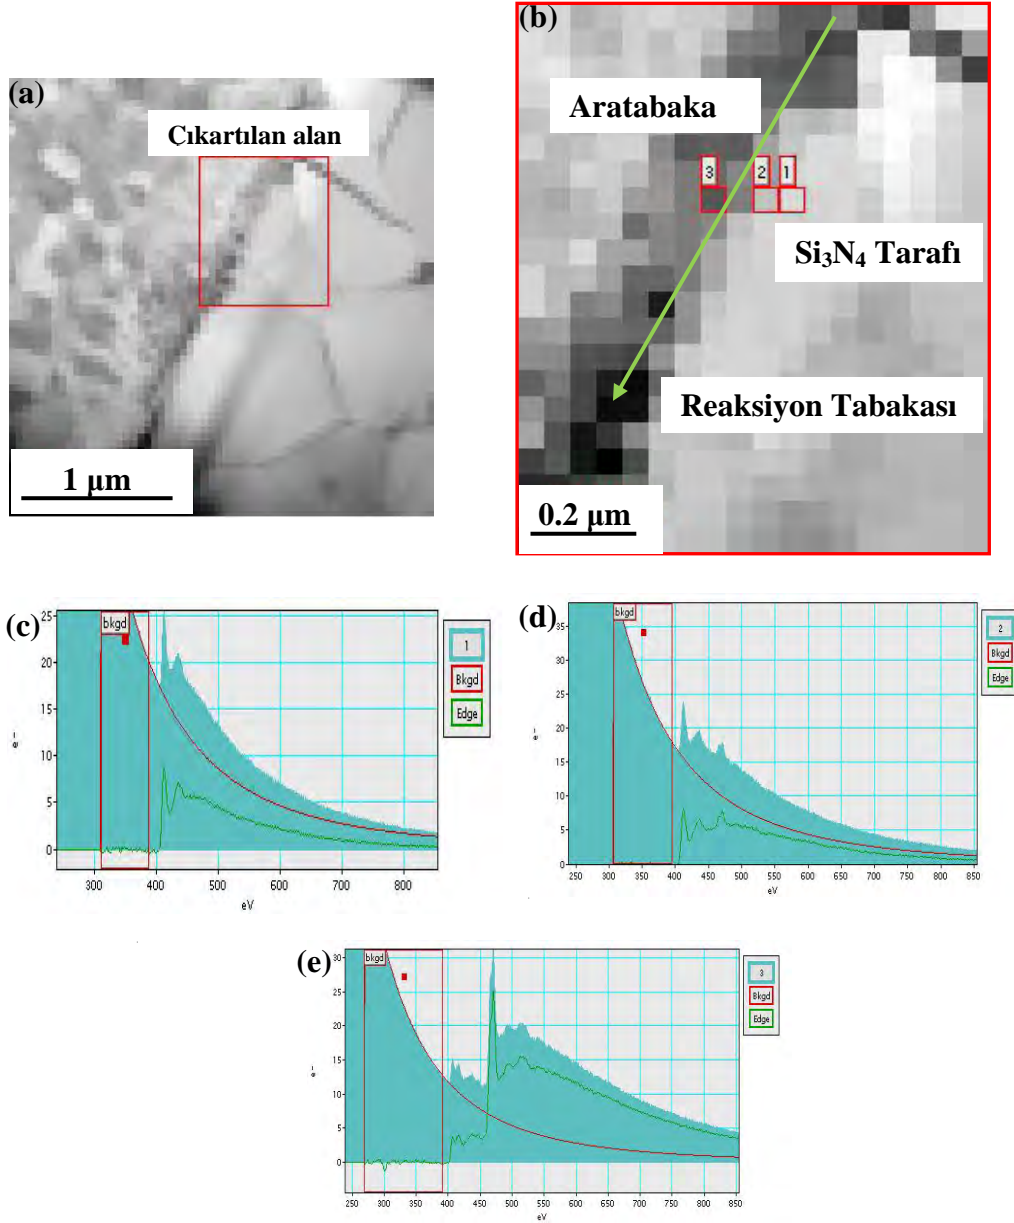 (a)
Çıkartılan alan
1 µm
(b)
Aratabaka
3 2 1
Si₃N₄ Tarafı
Reaksiyon Tabakası
0.2 µm
(c)
bkgd
25
20
15
10
5
0
e-
300 400 500 600 700 800
eV
1
Bkgd
Edge
(d)
bkgd
35
30
25
20
15
10
5
0
e-
300 350 400 450 500 550 600 650 700 750 800 850
eV
2
Bkgd
Edge
(e)
bkgd
30
25
20
15
10
5
0
e-
250 300 350 400 450 500 550 600 650 700 750 800 850
eV
3
Bkgd
Edge